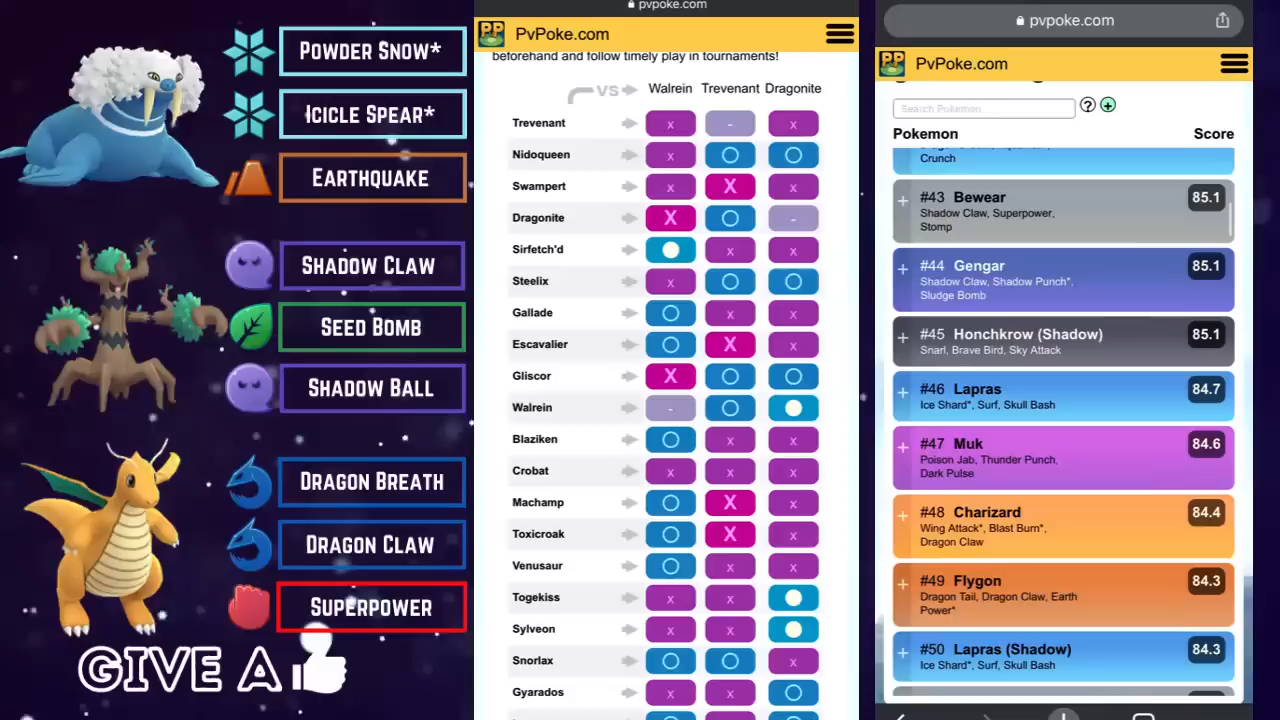 POWDER SNOW*
ICICLE SPEAR*
EARTHQUAKE
SHADOW CLAW
SEED BOMB
SHADOW BALL
DRAGON BREATH
DRAGON CLAW
SUPERPOWER
GIVE A
pvpoke.com
PP
PvPoke.com
beforehand and follow timely play in tournaments!
VS Walrein Trevenant Dragonite
Trevenant x - x
Nidoqueen x O O
Swampert x X x
Dragonite X O -
Sirfetch'd x x
Steelix x O O
Gallade O x x
Escavalier O X x
Gliscor X O O
Walrein - O
Blaziken O x x
Crobat x x x
Machamp O X x
Toxicroak O X x
Venusaur O x x
Togekiss x x
Sylveon x x
Snorlax O O x
Gyarados x x O
pvpoke.com
PP
PvPoke.com
Search Pokemon ? +
Pokemon Score
Crunch
+ #43 Bewear 85.1
Shadow Claw, Superpower,
Stomp
+ #44 Gengar 85.1
Shadow Claw, Shadow Punch*,
Sludge Bomb
+ #45 Honchkrow (Shadow) 85.1
Snarl, Brave Bird, Sky Attack
+ #46 Lapras 84.7
Ice Shard*, Surf, Skull Bash
+ #47 Muk 84.6
Poison Jab, Thunder Punch,
Dark Pulse
+ #48 Charizard 84.4
Wing Attack*, Blast Burn*,
Dragon Claw
+ #49 Flygon 84.3
Dragon Tail, Dragon Claw, Earth
Power*
+ #50 Lapras (Shadow) 84.3
Ice Shard*, Surf, Skull Bash